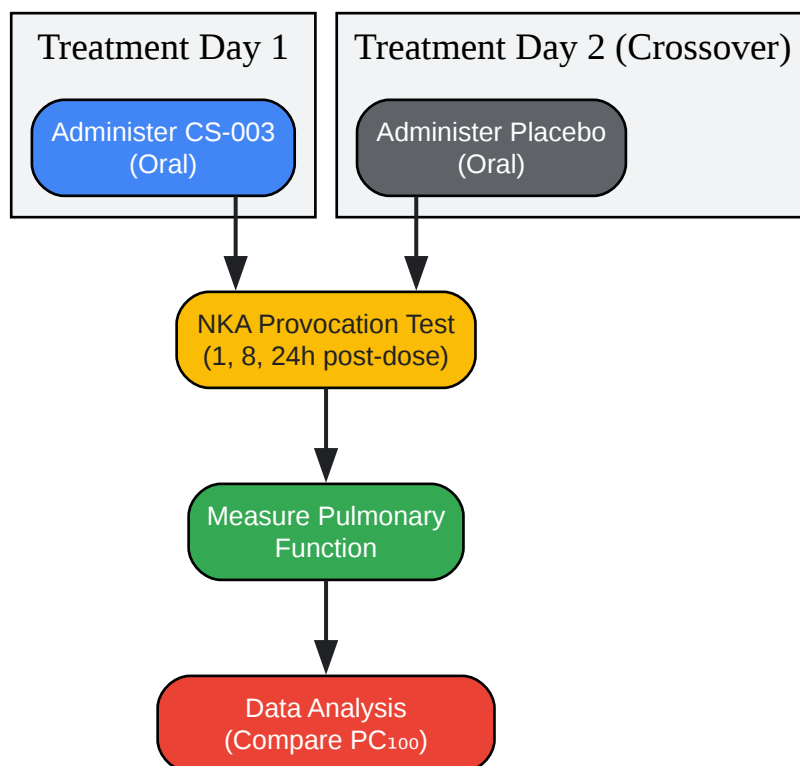 Treatment Day 1
Treatment Day 2 (Crossover)
Administer CS-003
(Oral)
Administer Placebo
(Oral)
NKA Provocation Test
(1, 8, 24h post-dose)
Measure Pulmonary
Function
Data Analysis
(Compare PC₁₀₀)